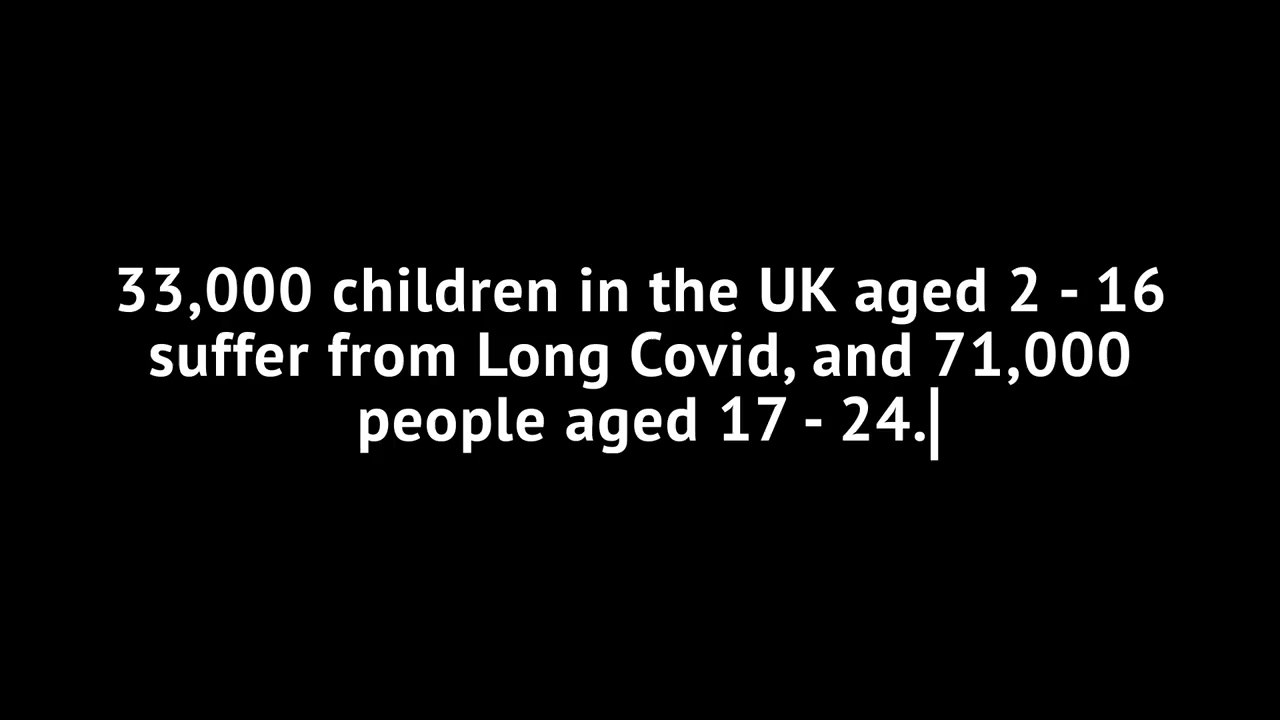 33,000 children in the UK aged 2 - 16
suffer from Long Covid, and 71,000
people aged 17 - 24.